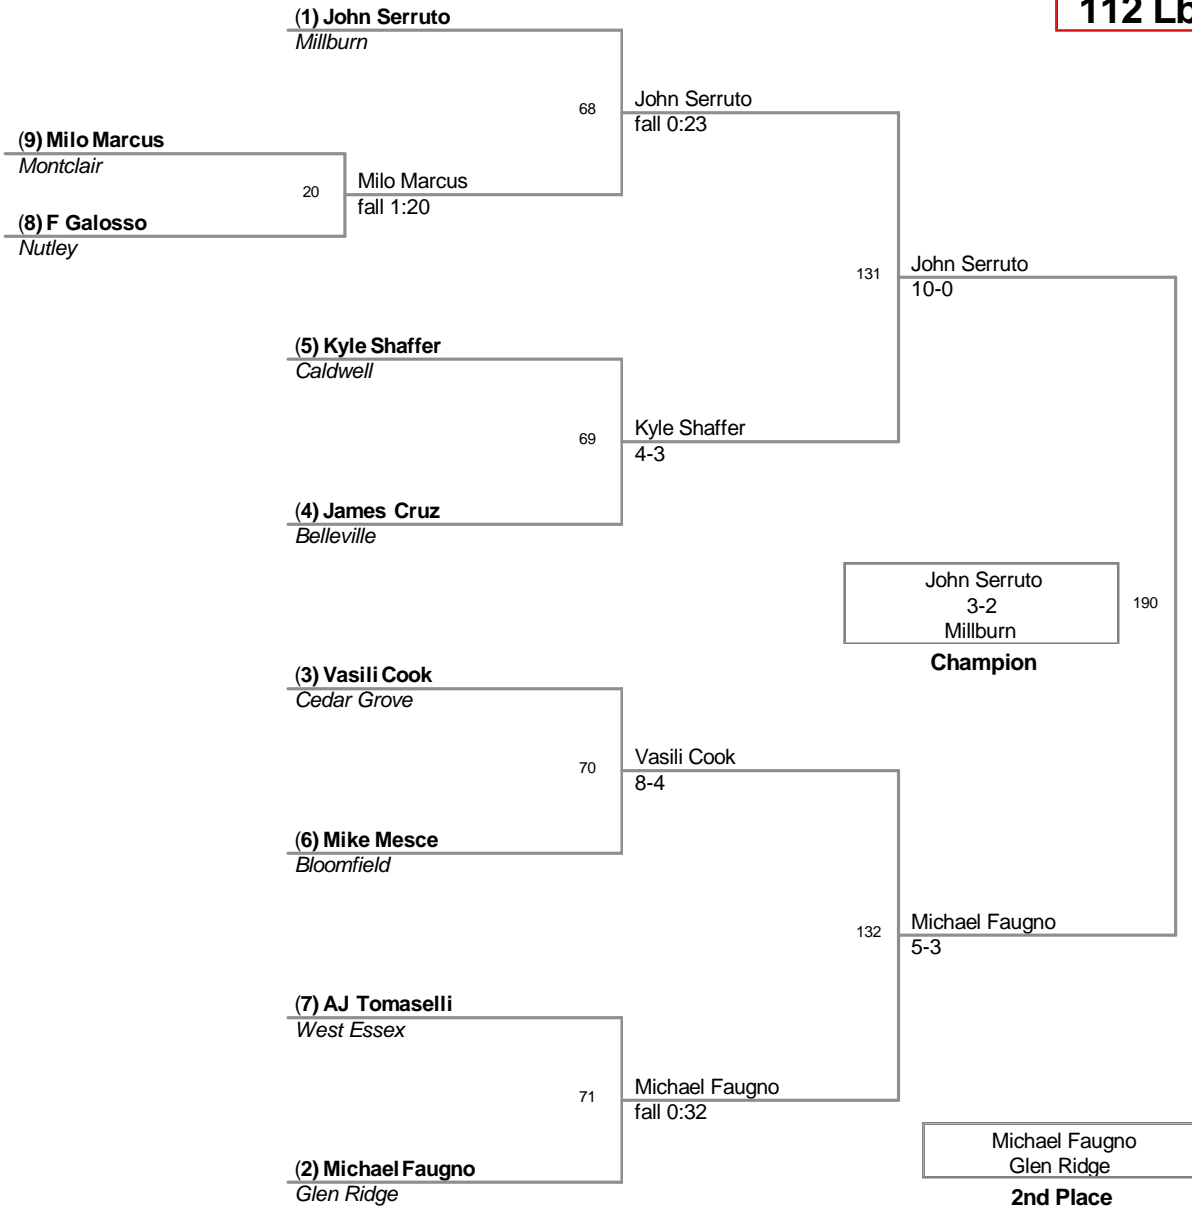 112 Lb
(1) John Serruto
Millburn
68
John Serruto
fall 0:23
(9) Milo Marcus
Montclair
20
Milo Marcus
fall 1:20
(8) F Galosso
Nutley
131
John Serruto
10-0
(5) Kyle Shaffer
Caldwell
69
Kyle Shaffer
4-3
(4) James Cruz
Belleville
John Serruto
3-2
Millburn
190
Champion
(3) Vasili Cook
Cedar Grove
70
Vasili Cook
8-4
(6) Mike Mesce
Bloomfield
132
Michael Faugno
5-3
(7) AJ Tomaselli
West Essex
71
Michael Faugno
fall 0:32
(2) Michael Faugno
Glen Ridge
Michael Faugno
Glen Ridge
2nd Place